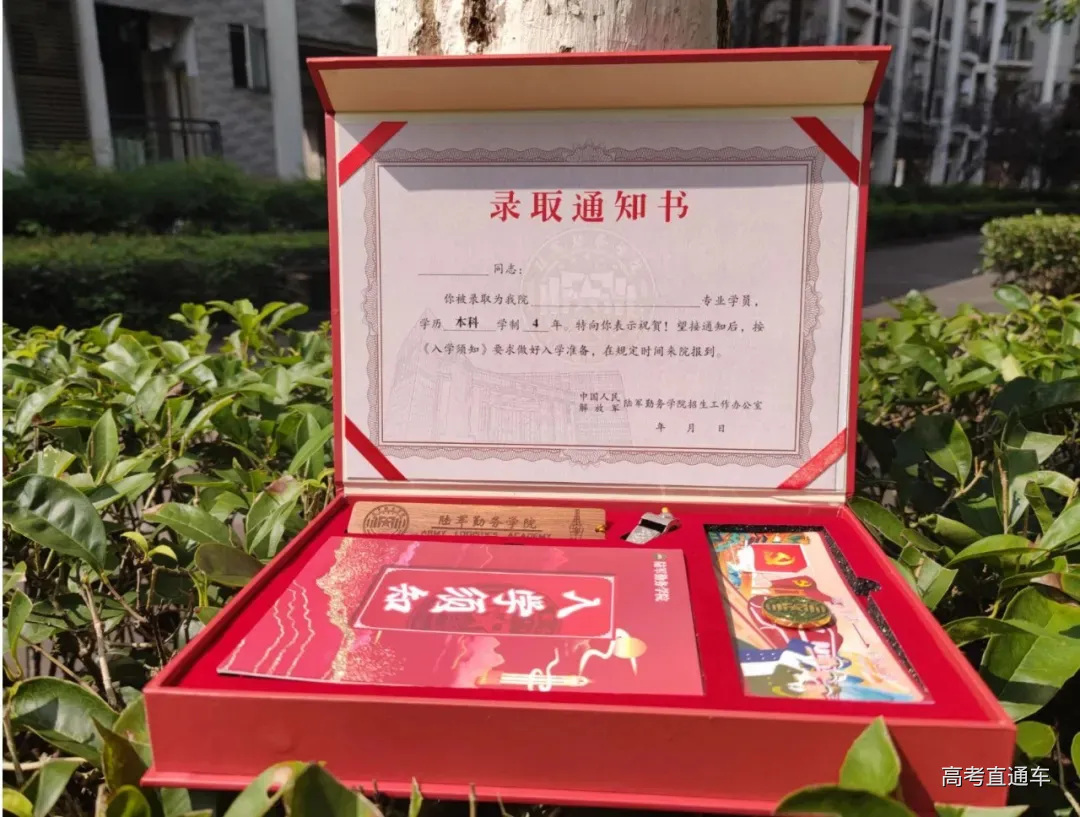 录取通知书
同志：
你被录取为我院 专业学员，
学历 本科 学制 4 年。特向你表示祝贺！望接通知后，按
《入学须知》要求做好入学准备，在规定时间来院报到。
中国人民
解放军 陆军勤务学院招生工作办公室
年 月 日
陆军勤务学院
ARMY LOGISTICS ACADEMY
陆军勤务学院
入学须知
高考直通车